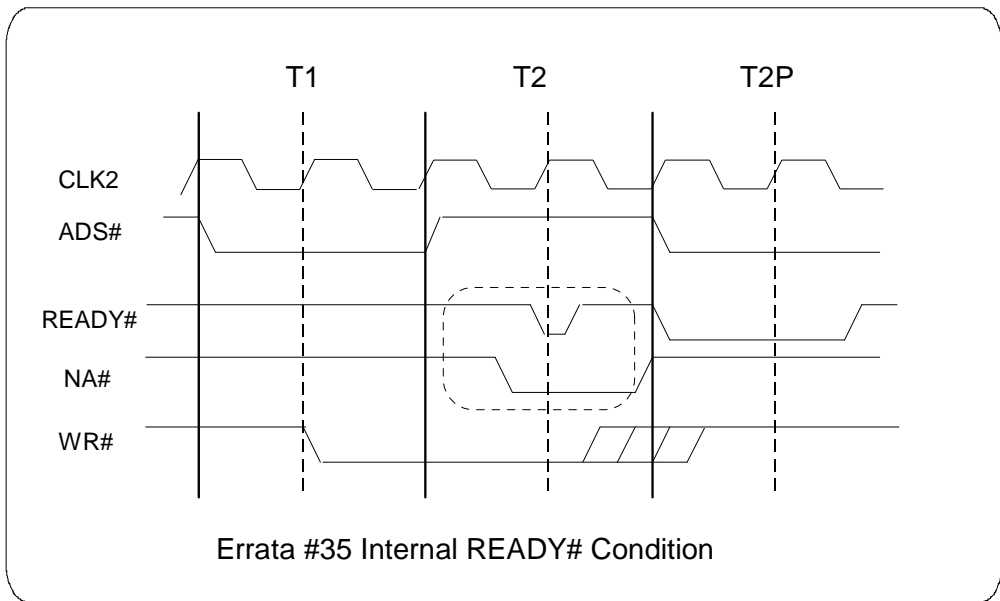 T1 T2 T2P
CLK2
ADS#
READY#
NA#
WR#
Errata #35 Internal READY# Condition